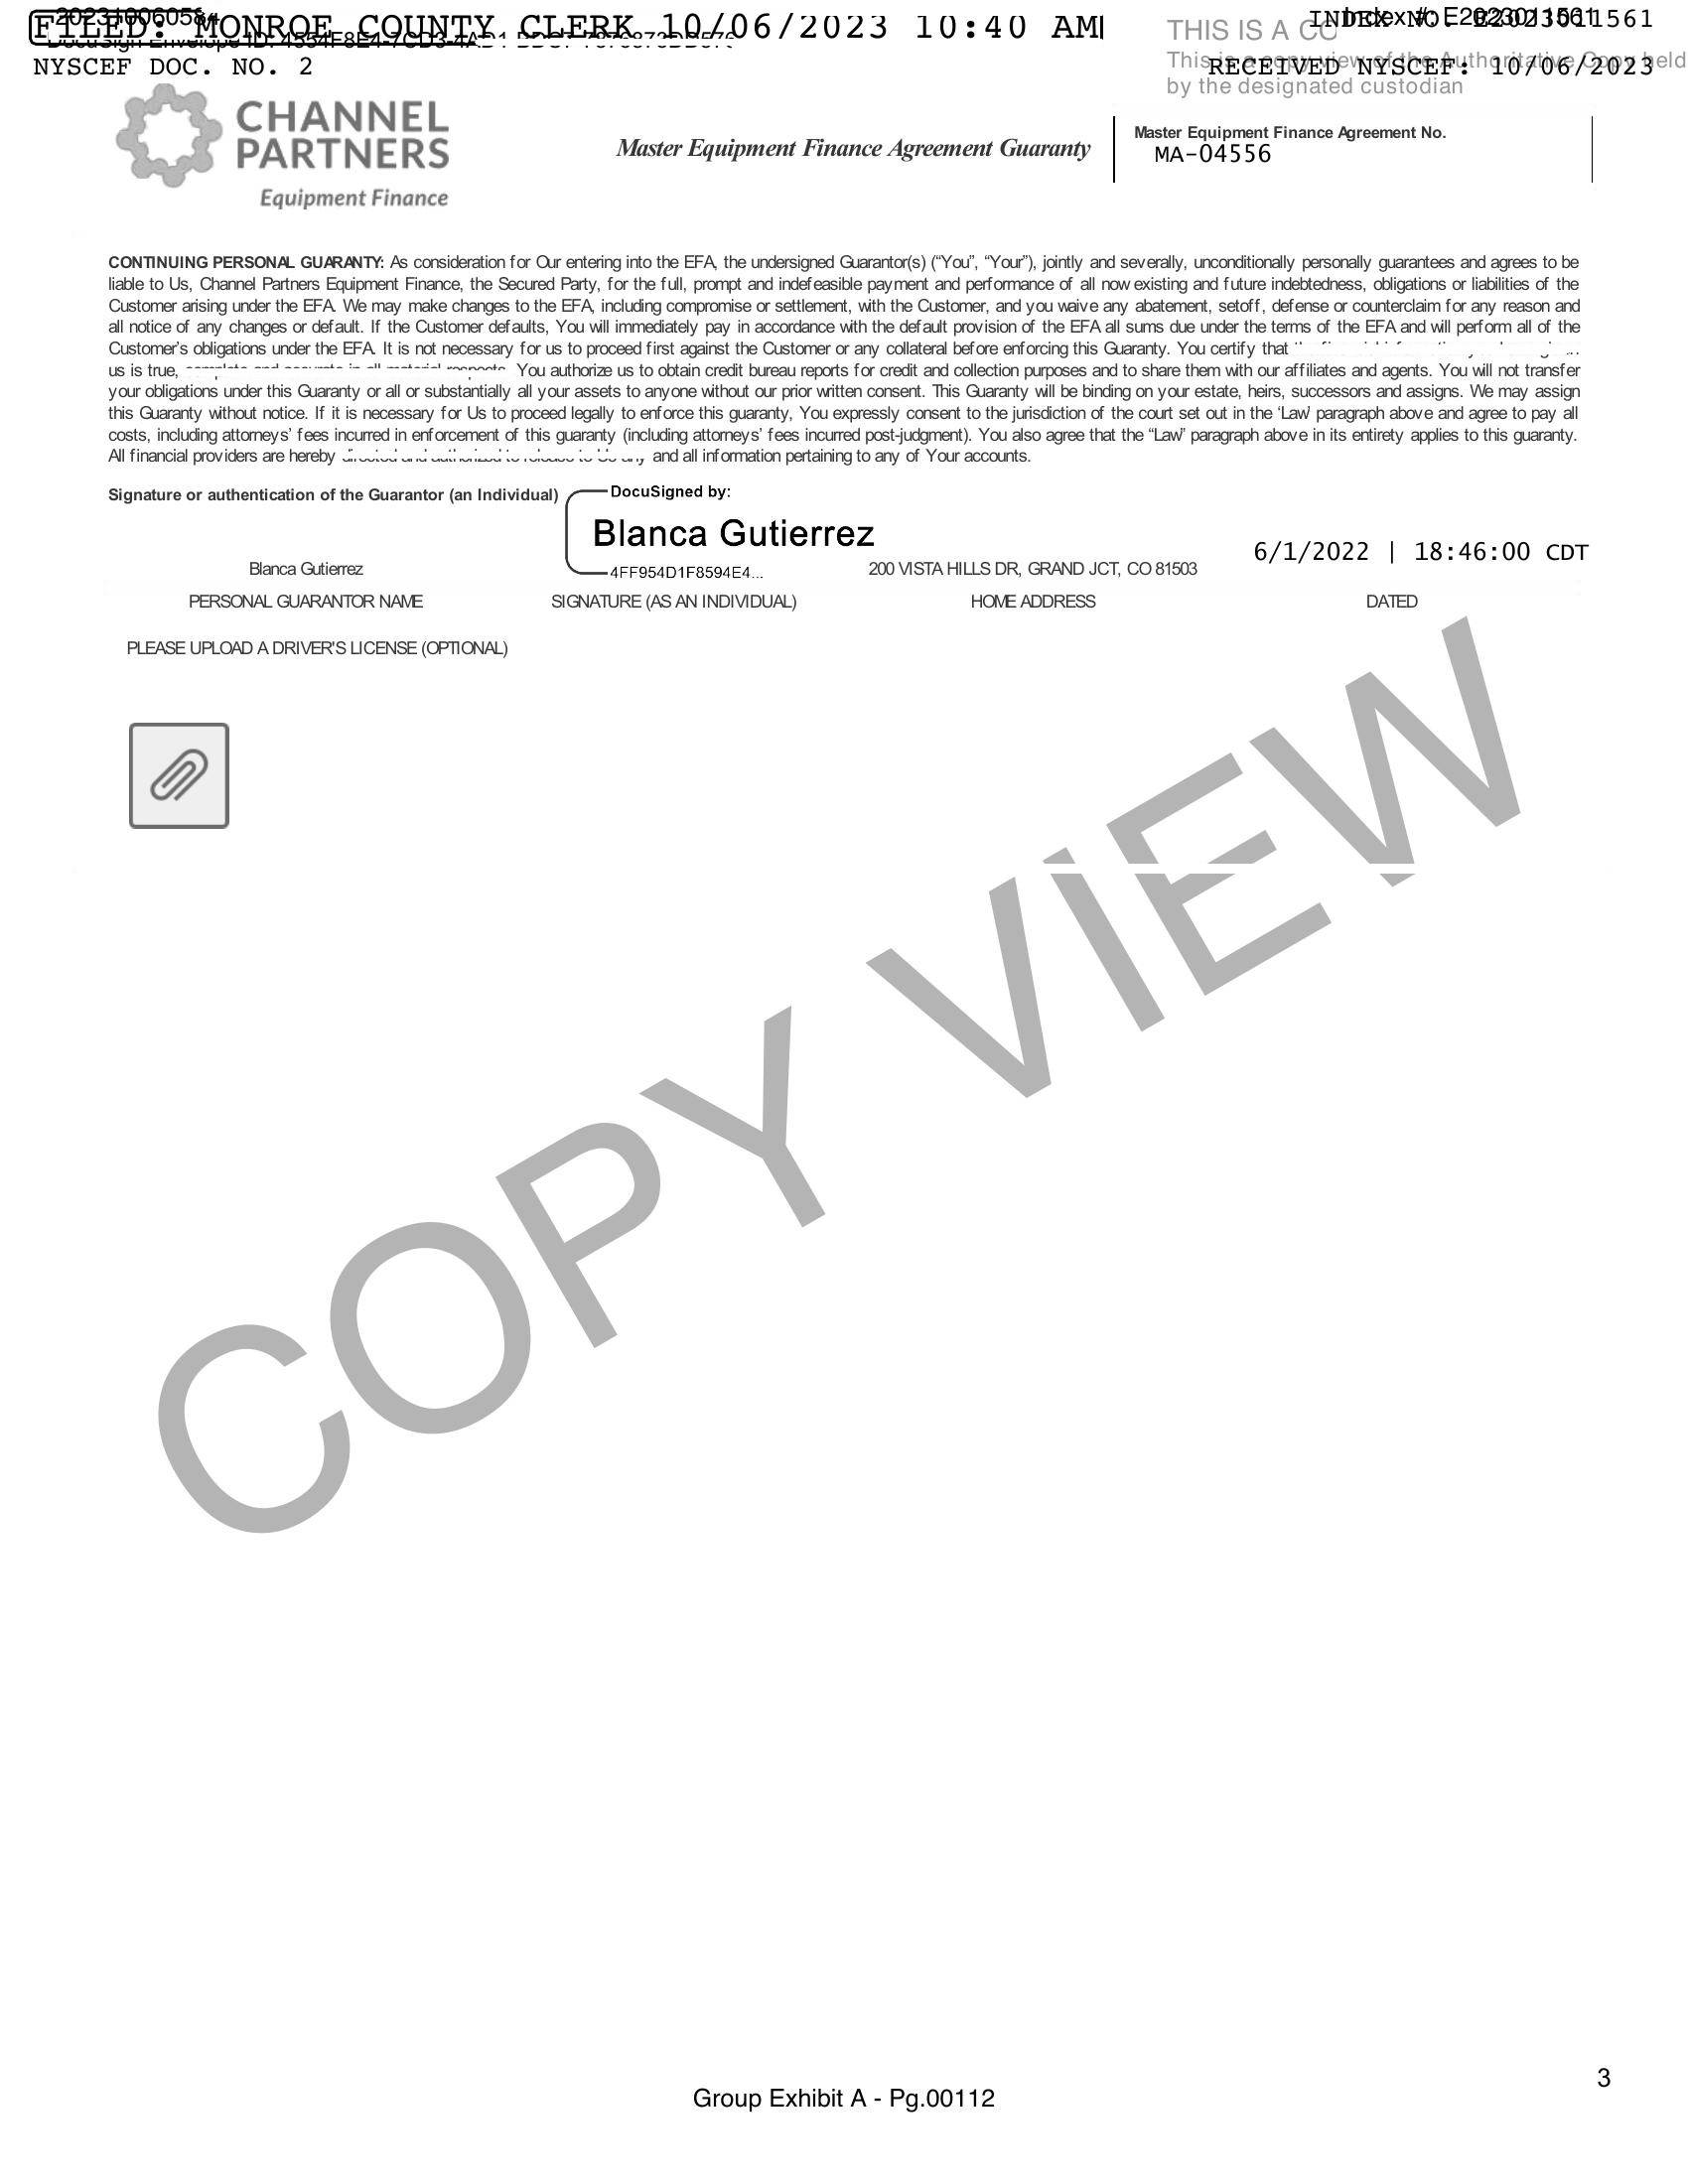 202310060584
FILED: MONROE COUNTY CLERK 10/06/2023 10:40 AM
INDEX NO. E2023011561
Index #: E2023011561
DocuSign Envelope ID:
THIS IS A CO
NYSCEF DOC. NO. 2
RECEIVED NYSCEF: 10/06/2023
This is a copy view of the Authoritative Copy held
by the designated custodian
CHANNEL
PARTNERS
Equipment Finance
Master Equipment Finance Agreement Guaranty
Master Equipment Finance Agreement No.
MA-04556
CONTINUING PERSONAL GUARANTY: As consideration for Our entering into the EFA, the undersigned Guarantor(s) (“You”, “Your”), jointly and severally, unconditionally personally guarantees and agrees to be
liable to Us, Channel Partners Equipment Finance, the Secured Party, for the full, prompt and indefeasible payment and performance of all now existing and future indebtedness, obligations or liabilities of the
Customer arising under the EFA. We may make changes to the EFA, including compromise or settlement, with the Customer, and you waive any abatement, setoff, defense or counterclaim for any reason and
all notice of any changes or default. If the Customer defaults, You will immediately pay in accordance with the default provision of the EFA all sums due under the terms of the EFA and will perform all of the
Customer’s obligations under the EFA. It is not necessary for us to proceed first against the Customer or any collateral before enforcing this Guaranty. You certify that
us is true, complete and accurate in all material respects. You authorize us to obtain credit bureau reports for credit and collection purposes and to share them with our affiliates and agents. You will not transfer
your obligations under this Guaranty or all or substantially all your assets to anyone without our prior written consent. This Guaranty will be binding on your estate, heirs, successors and assigns. We may assign
this Guaranty without notice. If it is necessary for Us to proceed legally to enforce this guaranty, You expressly consent to the jurisdiction of the court set out in the ‘Law’ paragraph above and agree to pay all
costs, including attorneys’ fees incurred in enforcement of this guaranty (including attorneys’ fees incurred post-judgment). You also agree that the “Law” paragraph above in its entirety applies to this guaranty.
All financial providers are hereby directed and authorized to release to Us any and all information pertaining to any of Your accounts.
Signature or authentication of the Guarantor (an Individual)
DocuSigned by:
Blanca Gutierrez
4FF954D1F8594E4...
Blanca Gutierrez
200 VISTA HILLS DR, GRAND JCT, CO 81503
6/1/2022 | 18:46:00 CDT
PERSONAL GUARANTOR NAME
SIGNATURE (AS AN INDIVIDUAL)
HOME ADDRESS
DATED
PLEASE UPLOAD A DRIVER'S LICENSE (OPTIONAL)
COPY VIEW
3
Group Exhibit A - Pg.00112